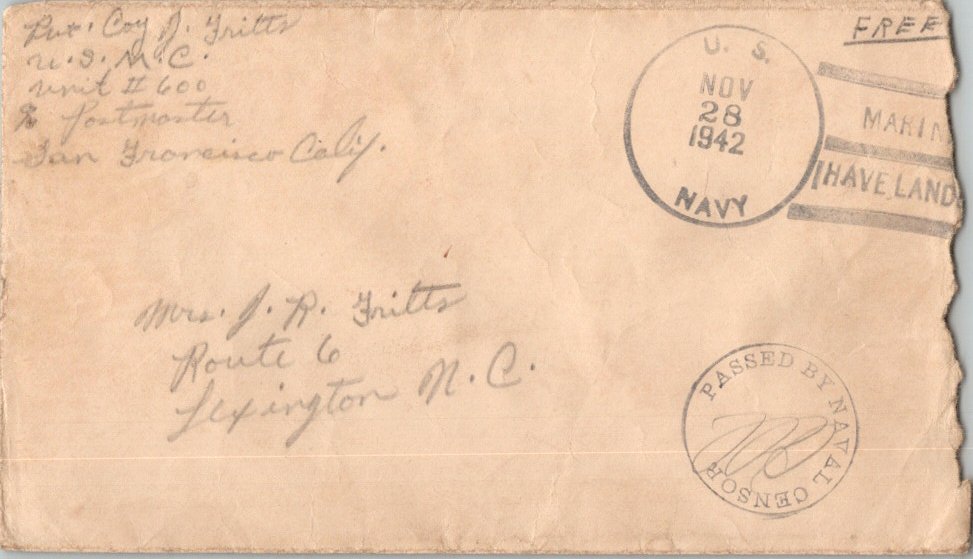 Pvt. Coy J. Fritts
U.S.M.C.
Unit # 600
% Postmaster
San Francisco Calif.
FREE
U. S.
NOV
28
1942
NAVY
MARIN
HAVE LAND
Mrs. J. R. Fritts
Route 6
Lexington N.C.
PASSED BY NAVAL CENSOR